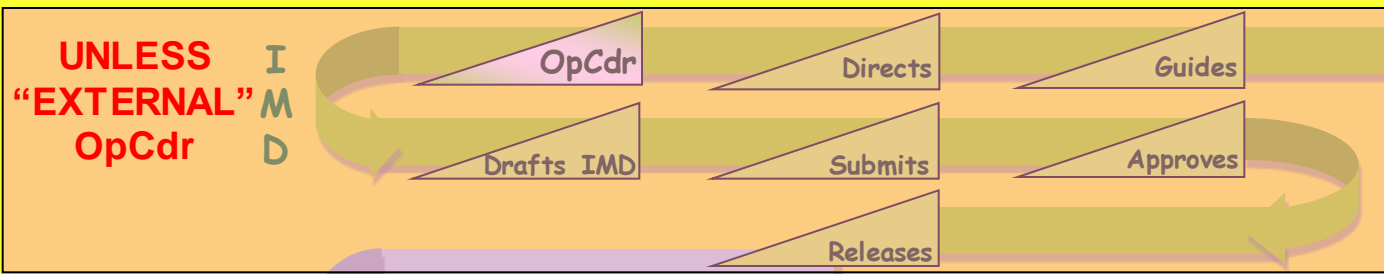 UNLESS
“EXTERNAL”
OpCdr
I
M
D
OpCdr
Directs
Guides
Drafts IMD
Submits
Approves
Releases